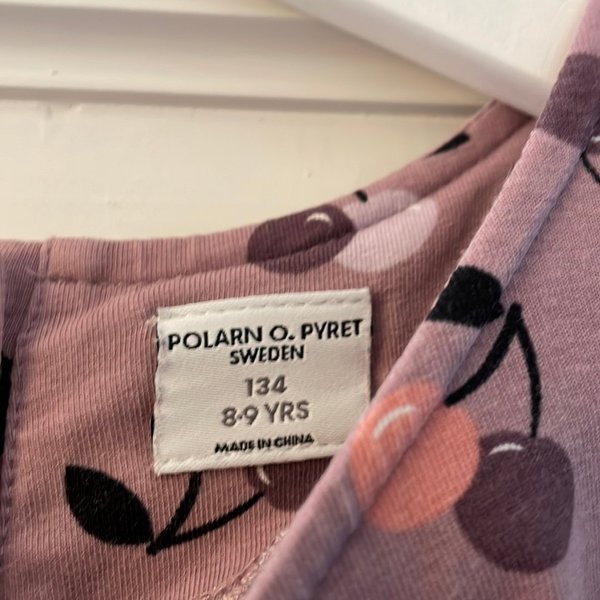 POLARN O. PYRET
SWEDEN
134
8-9 YRS
MADE IN CHINA